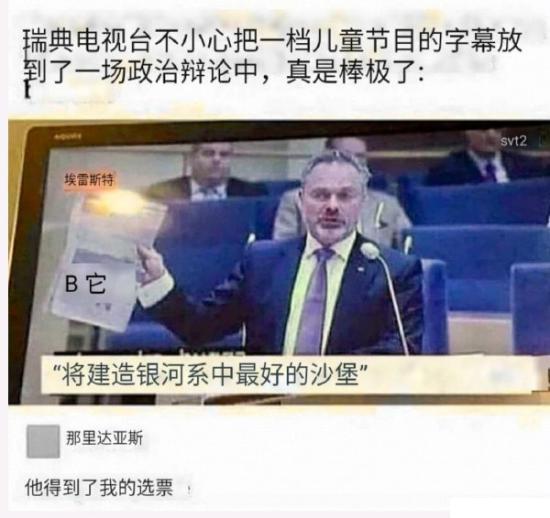 瑞典电视台不小心把一档儿童节目的字幕放
到了一场政治辩论中，真是棒极了:
svt2
埃雷斯特
B 它
“将建造银河系中最好的沙堡”
那里达亚斯
他得到了我的选票